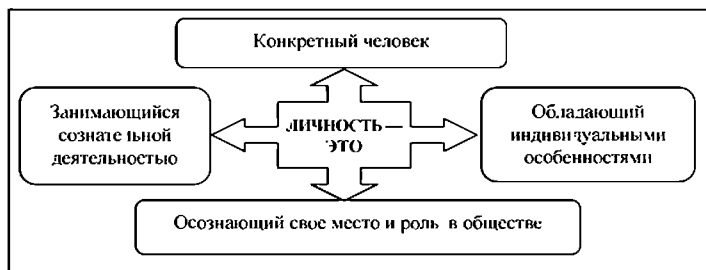 Конкретный человек
Занимающийся
сознательной
деятельностью
ЛИЧНОСТЬ —
ЭТО
Обладающий
индивидуальными
особенностями
Осознающий свое место и роль в обществе